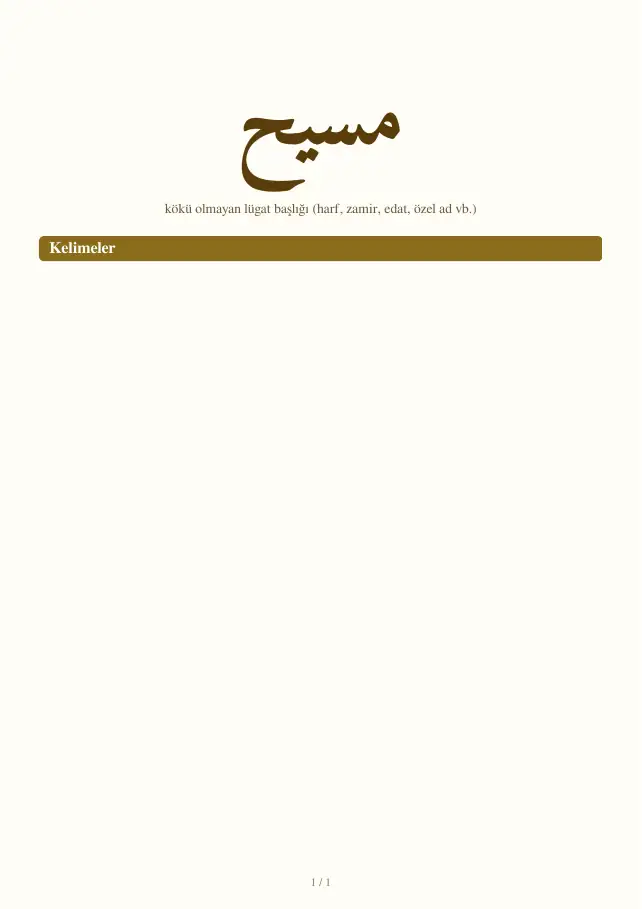 مسيح
kökü olmayan lügat başlığı (harf, zamir, edat, özel ad vb.)
Kelimeler
1 / 1